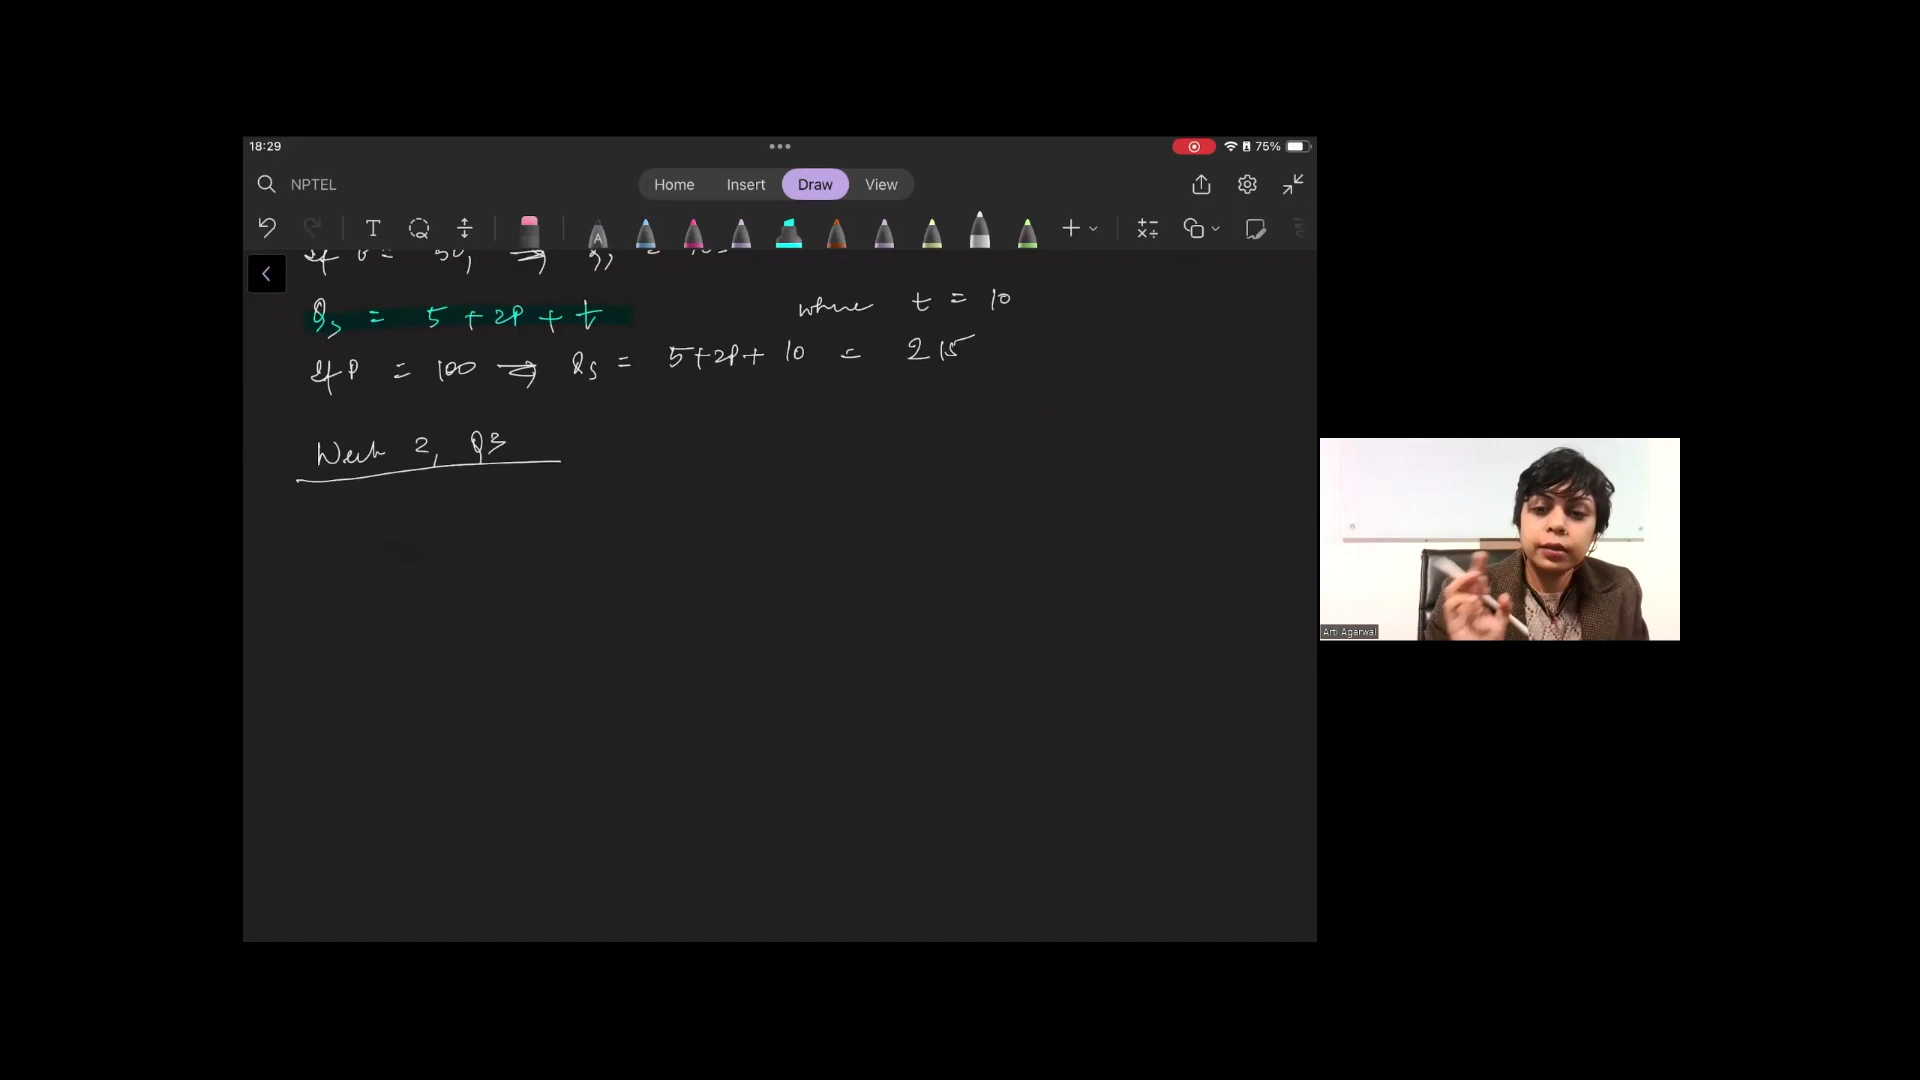 18:29 75%
NPTEL Home Insert Draw View
Qs = 5 + 2P + t where t = 10
If P = 100 ⇒ Qs = 5+2P+ 10 = 215
Week 2, Q3
Arti Agarwal